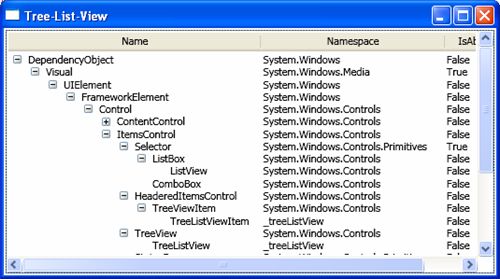 Tree-List-View
Name Namespace IsAb
DependencyObject System.Windows False
Visual System.Windows.Media True
UIElement System.Windows False
FrameworkElement System.Windows False
Control System.Windows.Controls False
ContentControl System.Windows.Controls False
ItemsControl System.Windows.Controls False
Selector System.Windows.Controls.Primitives True
ListBox System.Windows.Controls False
ListView System.Windows.Controls False
ComboBox System.Windows.Controls False
HeaderedItemsControl System.Windows.Controls False
TreeViewItem System.Windows.Controls False
TreeListViewItem _treeListView False
TreeView System.Windows.Controls False
TreeListView _treeListView False